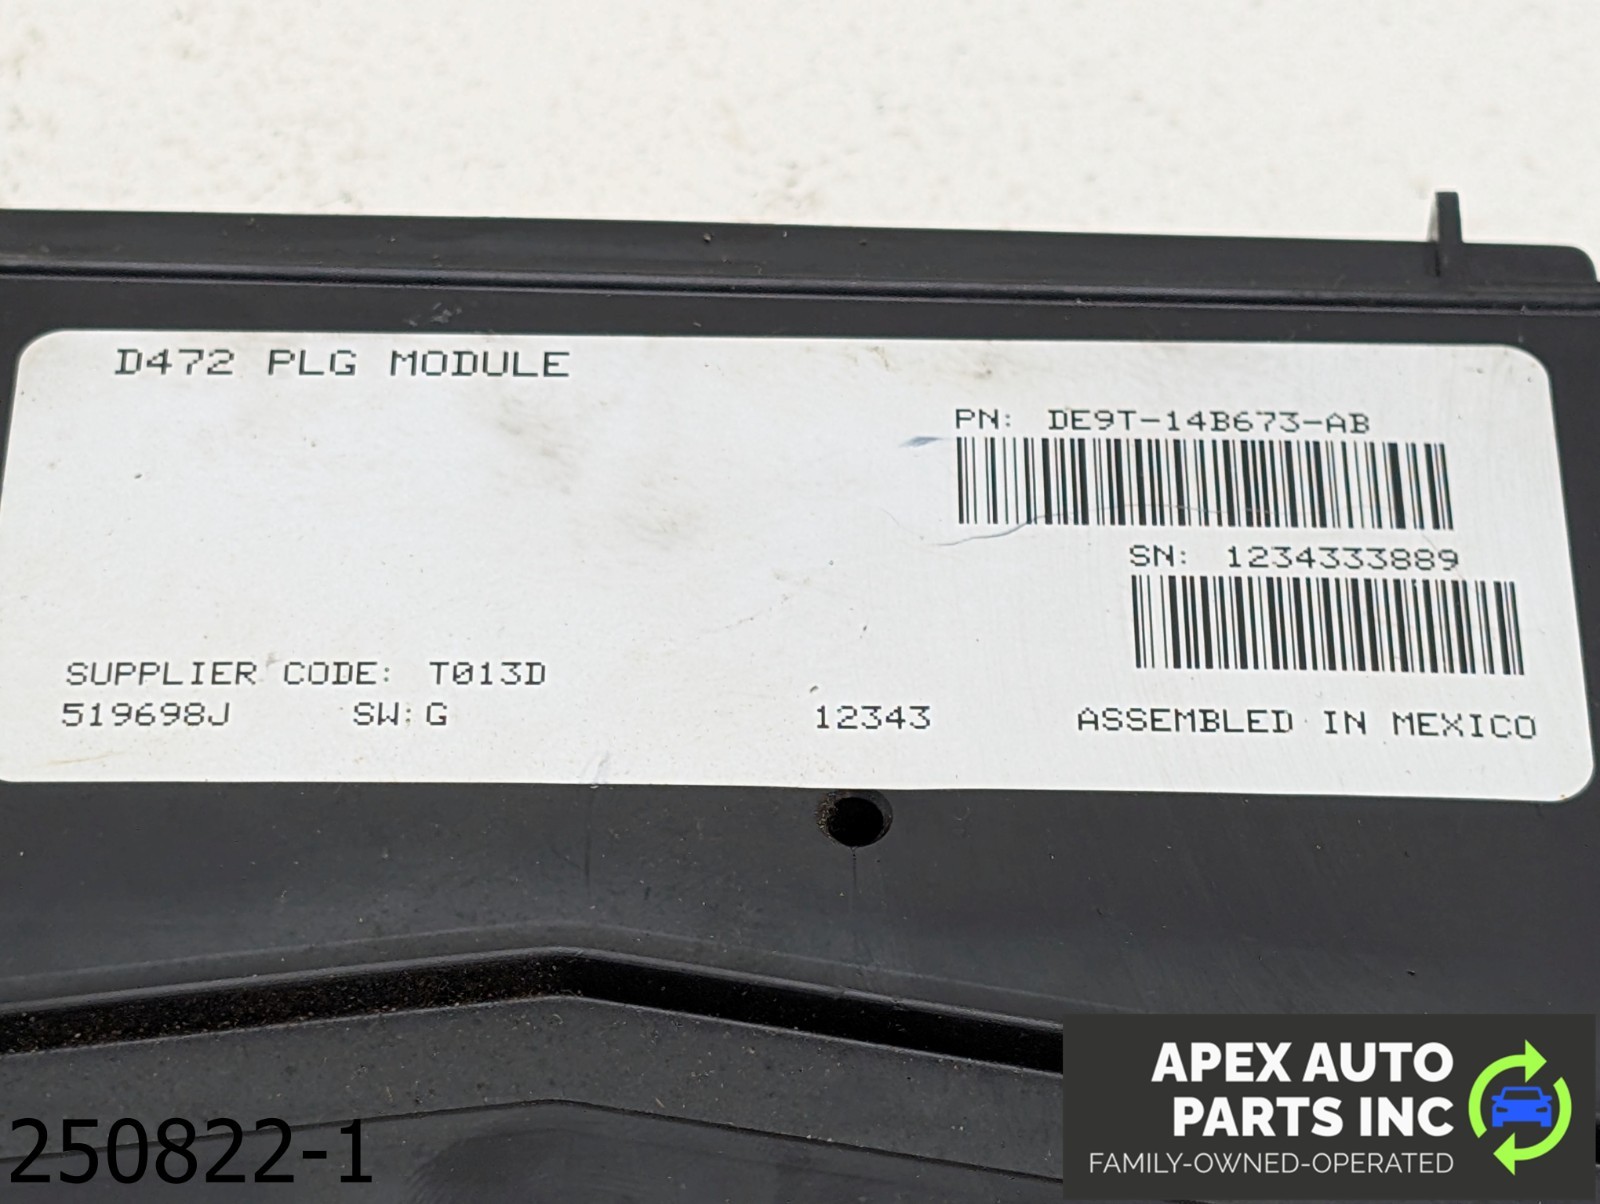 D472 PLG MODULE
PN: DE9T-14B673-AB
SN: 1234333889
SUPPLIER CODE: T013D
519698J SW:G 12343 ASSEMBLED IN MEXICO
APEX AUTO
PARTS INC
FAMILY-OWNED-OPERATED
250822-1